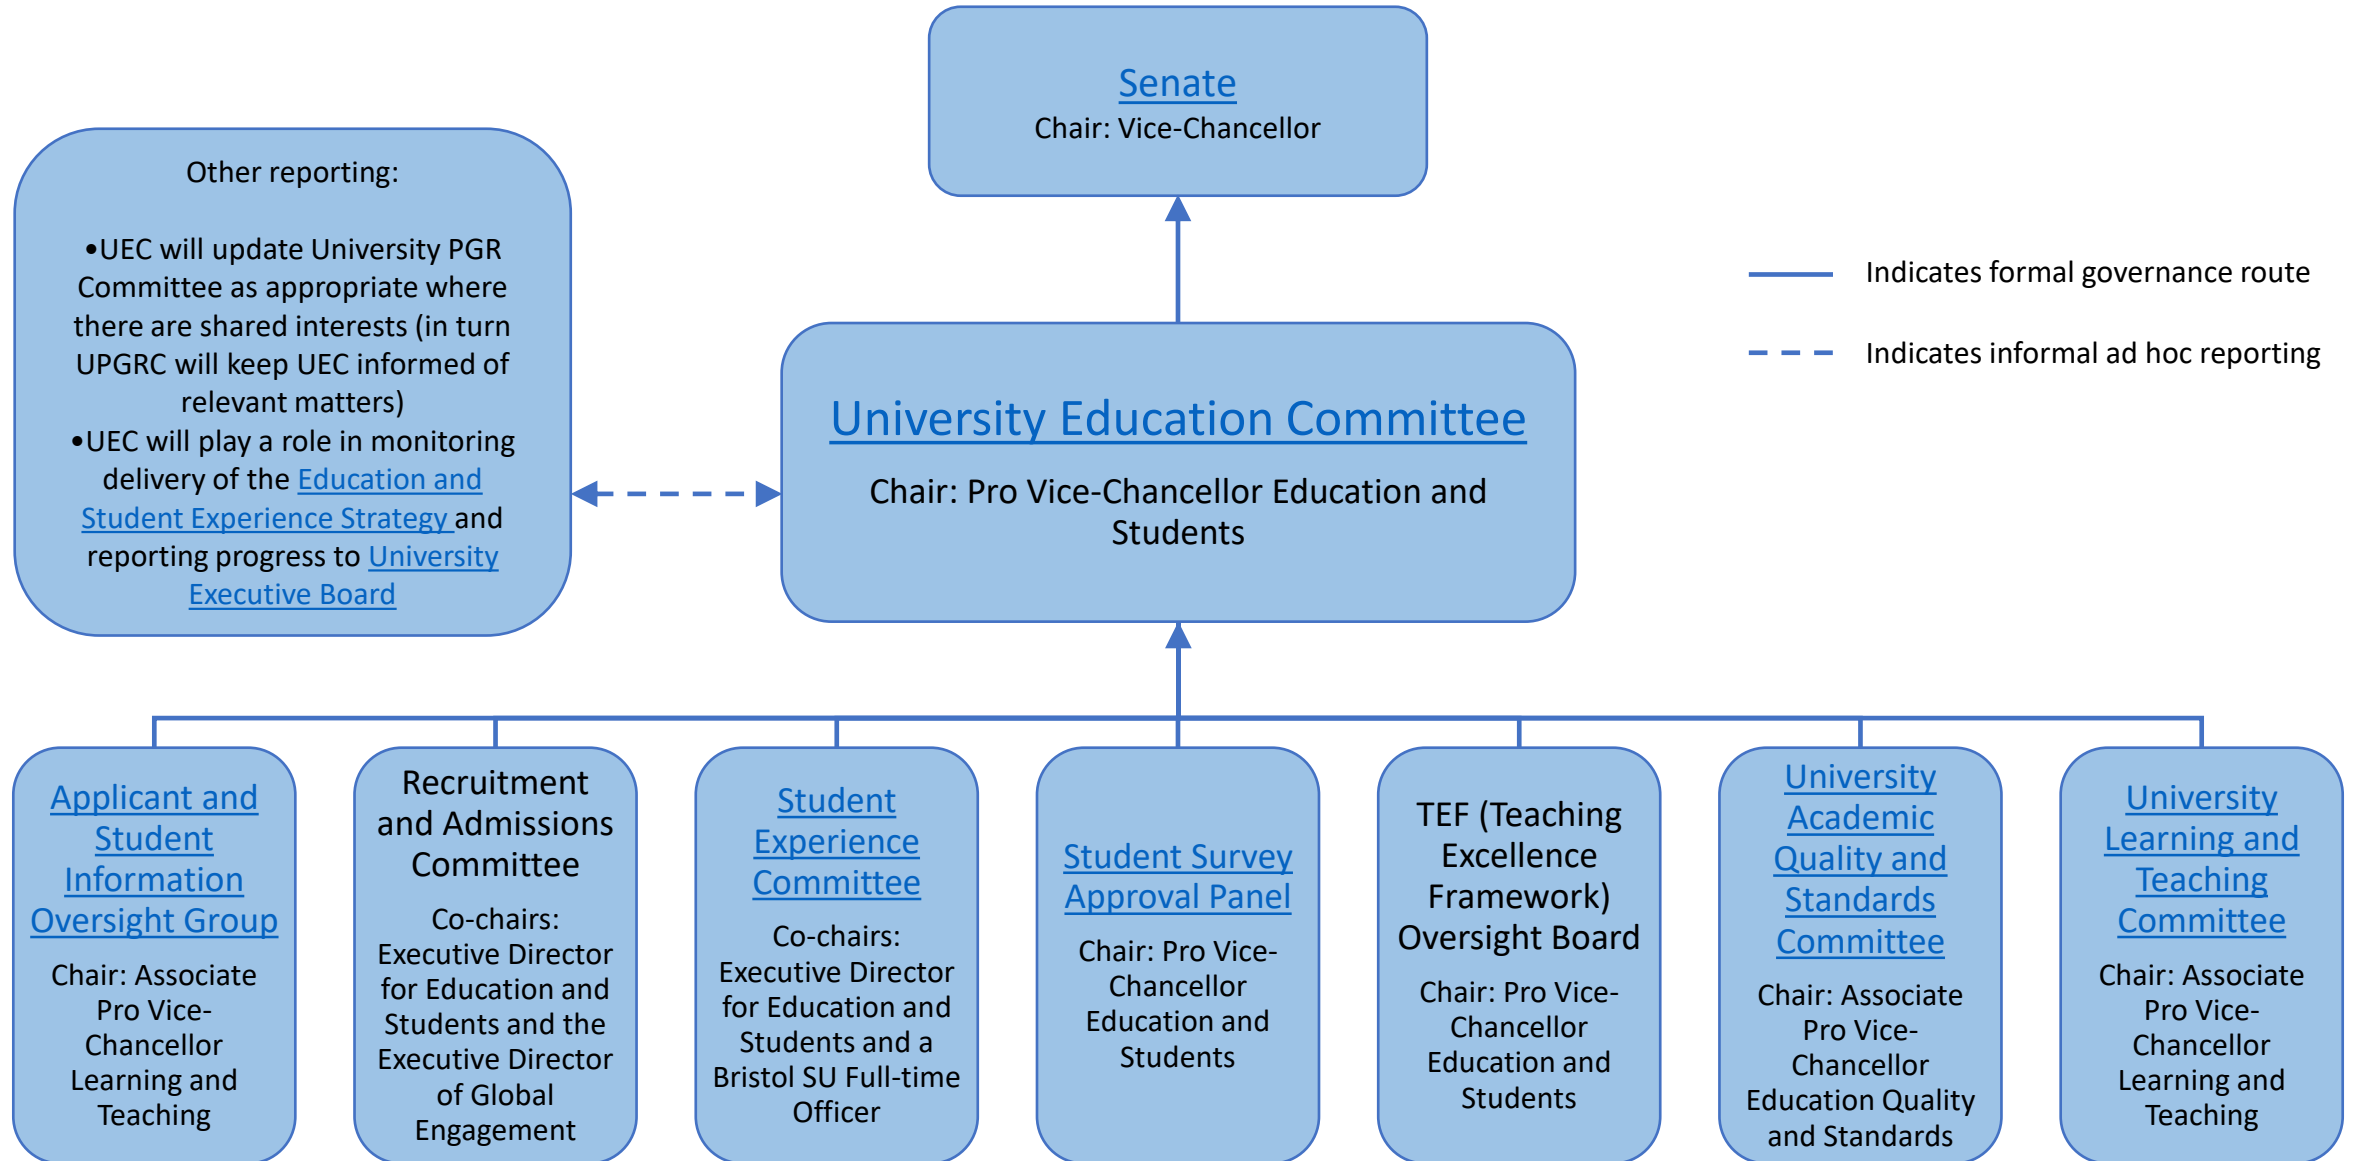 Senate
Chair: Vice-Chancellor
Other reporting:
•UEC will update University PGR
Committee as appropriate where
there are shared interests (in turn
UPGRC will keep UEC informed of
relevant matters)
•UEC will play a role in monitoring
delivery of the Education and
Student Experience Strategy and
reporting progress to University
Executive Board
Indicates formal governance route
Indicates informal ad hoc reporting
University Education Committee
Chair: Pro Vice-Chancellor Education and
Students
Applicant and
Student
Information
Oversight Group
Chair: Associate
Pro Vice-
Chancellor
Learning and
Teaching
Recruitment
and Admissions
Committee
Co-chairs:
Executive Director
for Education and
Students and the
Executive Director
of Global
Engagement
Student
Experience
Committee
Co-chairs:
Executive Director
for Education and
Students and a
Bristol SU Full-time
Officer
Student Survey
Approval Panel
Chair: Pro Vice-
Chancellor
Education and
Students
TEF (Teaching
Excellence
Framework)
Oversight Board
Chair: Pro Vice-
Chancellor
Education and
Students
University
Academic
Quality and
Standards
Committee
Chair: Associate
Pro Vice-
Chancellor
Education Quality
and Standards
University
Learning and
Teaching
Committee
Chair: Associate
Pro Vice-
Chancellor
Learning and
Teaching